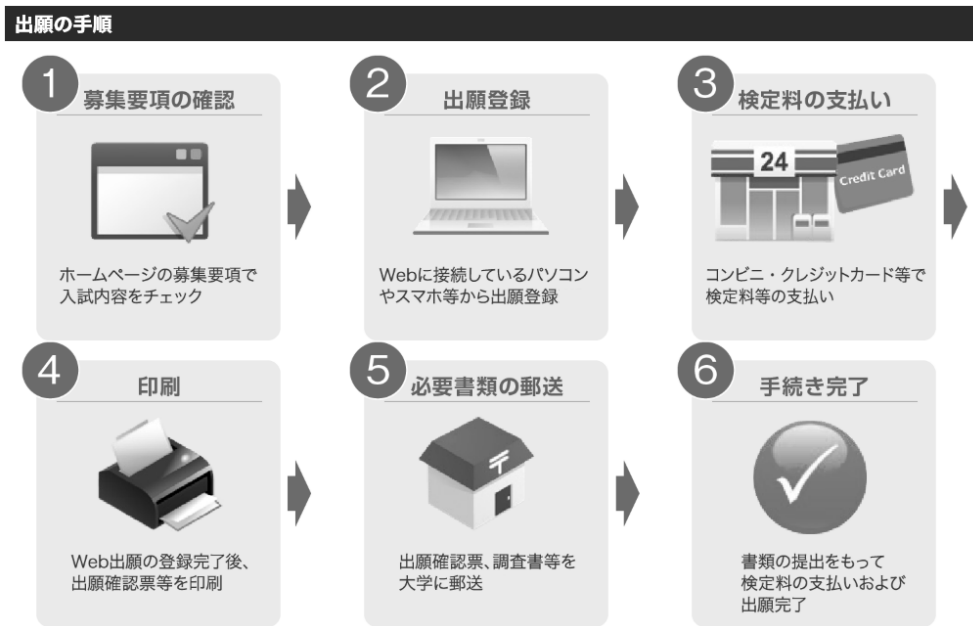 出願の手順
1
募集要項の確認
ホームページの募集要項で
入試内容をチェック
2
出願登録
Webに接続しているパソコン
やスマホ等から出願登録
3
検定料の支払い
24
Credit Card
コンビニ・クレジットカード等で
検定料等の支払い
4
印刷
Web出願の登録完了後、
出願確認票等を印刷
5
必要書類の郵送
〒
出願確認票、調査書等を
大学に郵送
6
手続き完了
書類の提出をもって
検定料の支払いおよび
出願完了